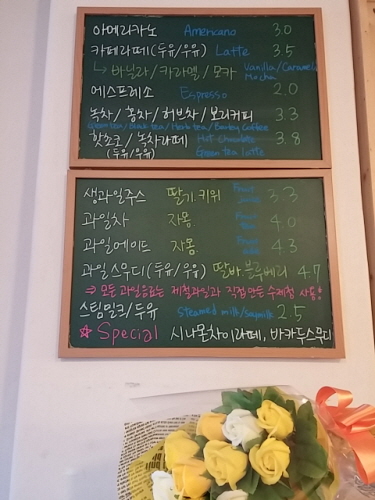 아메리카노 Americano 3.0
카페라떼(두유/우유) Latte 3.5
↳ 바닐라/카라멜/모카 Vanilla/Caramel Mocha
에스프레소 Espresso 2.0
녹차/홍차/허브차/보리커피 3.3
Green tea/Black tea/Herb tea/Barley Coffee
핫초코/녹차라떼 Hot chocolate 3.8
(두유/우유) Green tea latte
생과일주스 딸기.키위 Fruit Juice 3.3
과일차 자몽 Fruit tea 4.0
과일에이드 자몽. Fruit ade 4.3
과일스무디(두유/우유) 딸바.블루베리 4.7
⇒ 모든 과일음료는 제철과일과 직접 만든 수제청 사용!
스팀밀크/두유 Steamed milk/soymilk 2.5
☆ Special 시나몬차이라떼, 바카두스무디